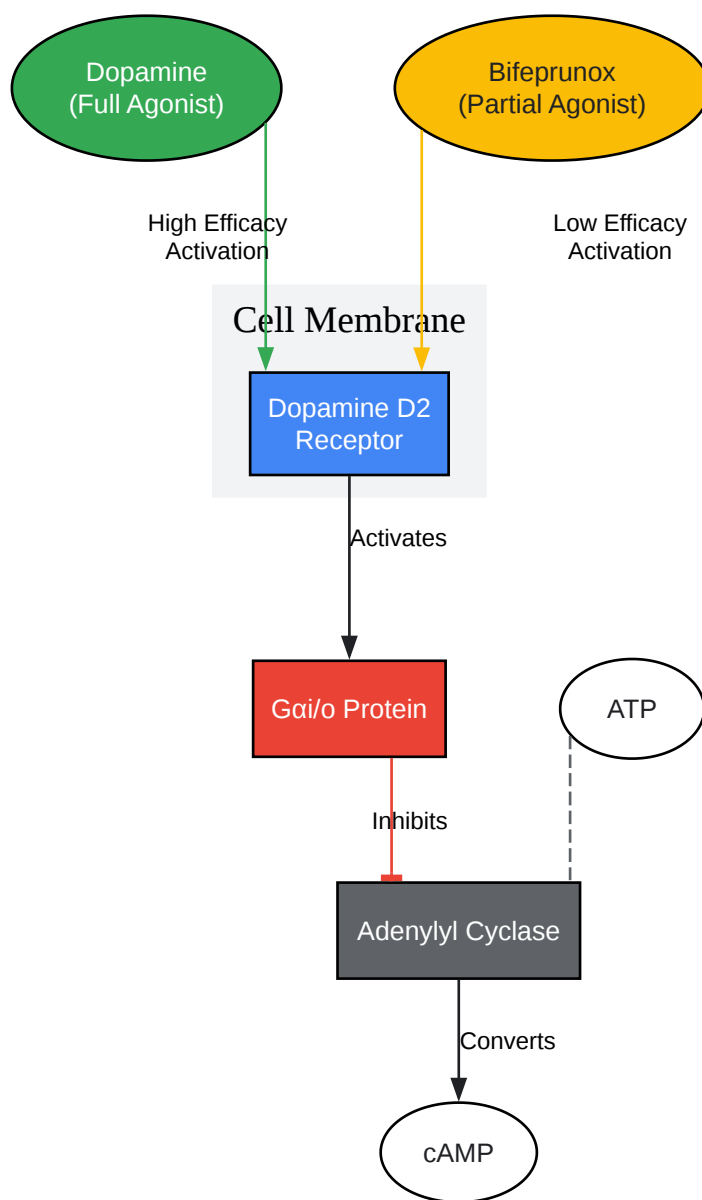 Dopamine
(Full Agonist)
Bifeprunox
(Partial Agonist)
High Efficacy
Activation
Low Efficacy
Activation
Cell Membrane
Dopamine D2
Receptor
Activates
Gαi/o Protein
ATP
Inhibits
Adenylyl Cyclase
Converts
cAMP